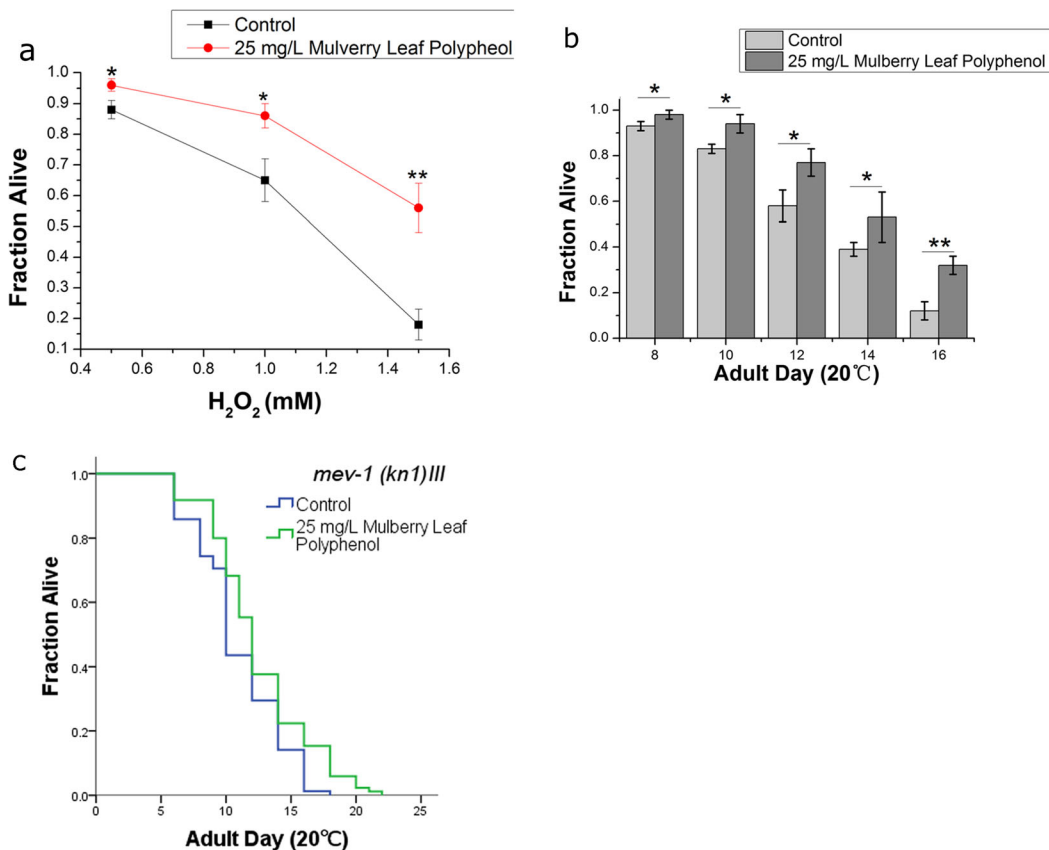 a
Control
25 mg/L Mulverry Leaf Polypheol
Fraction Alive
1.0
0.9
0.8
0.7
0.6
0.5
0.4
0.3
0.2
0.1
*
*
**
0.4 0.6 0.8 1.0 1.2 1.4 1.6
H₂O₂ (mM)
b
Control
25 mg/L Mulberry Leaf Polyphenol
Fraction Alive
1.0
0.8
0.6
0.4
0.2
0.0
*
*
*
*
**
8 10 12 14 16
Adult Day (20℃)
c
mev-1 (kn1)III
Control
25 mg/L Mulberry Leaf
Polyphenol
Fraction Alive
1.0
0.8
0.6
0.4
0.2
0.0
0 5 10 15 20 25
Adult Day (20℃)